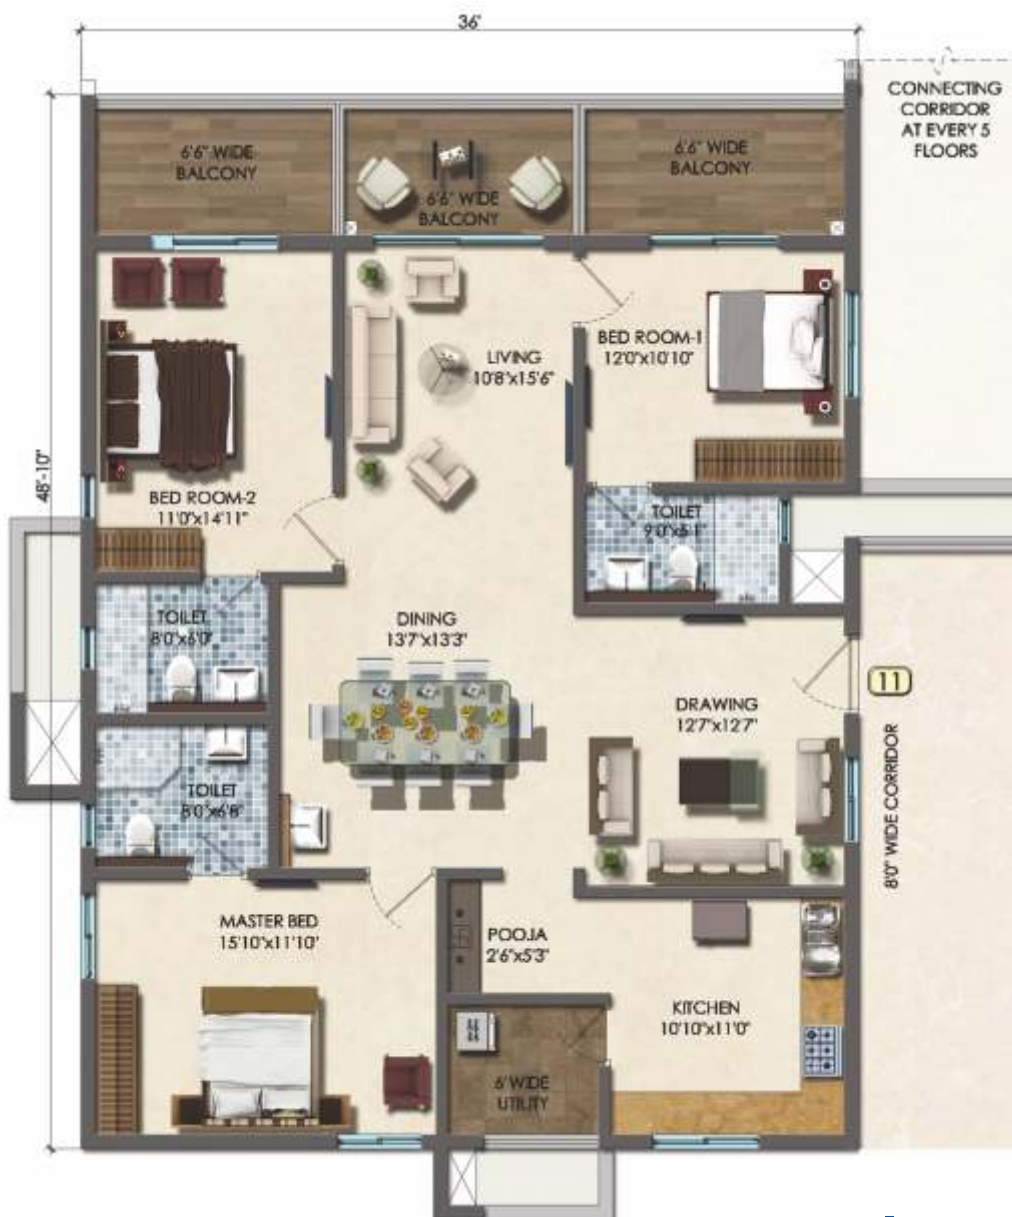 36'
CONNECTING
CORRIDOR
AT EVERY 5
FLOORS
6'6" WIDE
BALCONY
6'6" WIDE
BALCONY
6'6" WIDE
BALCONY
48'-10"
BED ROOM-1
12'0"x10'10"
LIVING
10'8"x15'6"
BED ROOM-2
11'0"x14'11"
TOILET
9'0"x5'1"
TOILET
8'0"x6'0"
DINING
13'7"x13'3"
11
DRAWING
12'7"x12'7"
8'0" WIDE CORRIDOR
TOILET
8'0"x6'8"
MASTER BED
15'10"x11'10"
POOJA
2'6"x5'3"
KITCHEN
10'10"x11'0"
6' WIDE
UTILITY